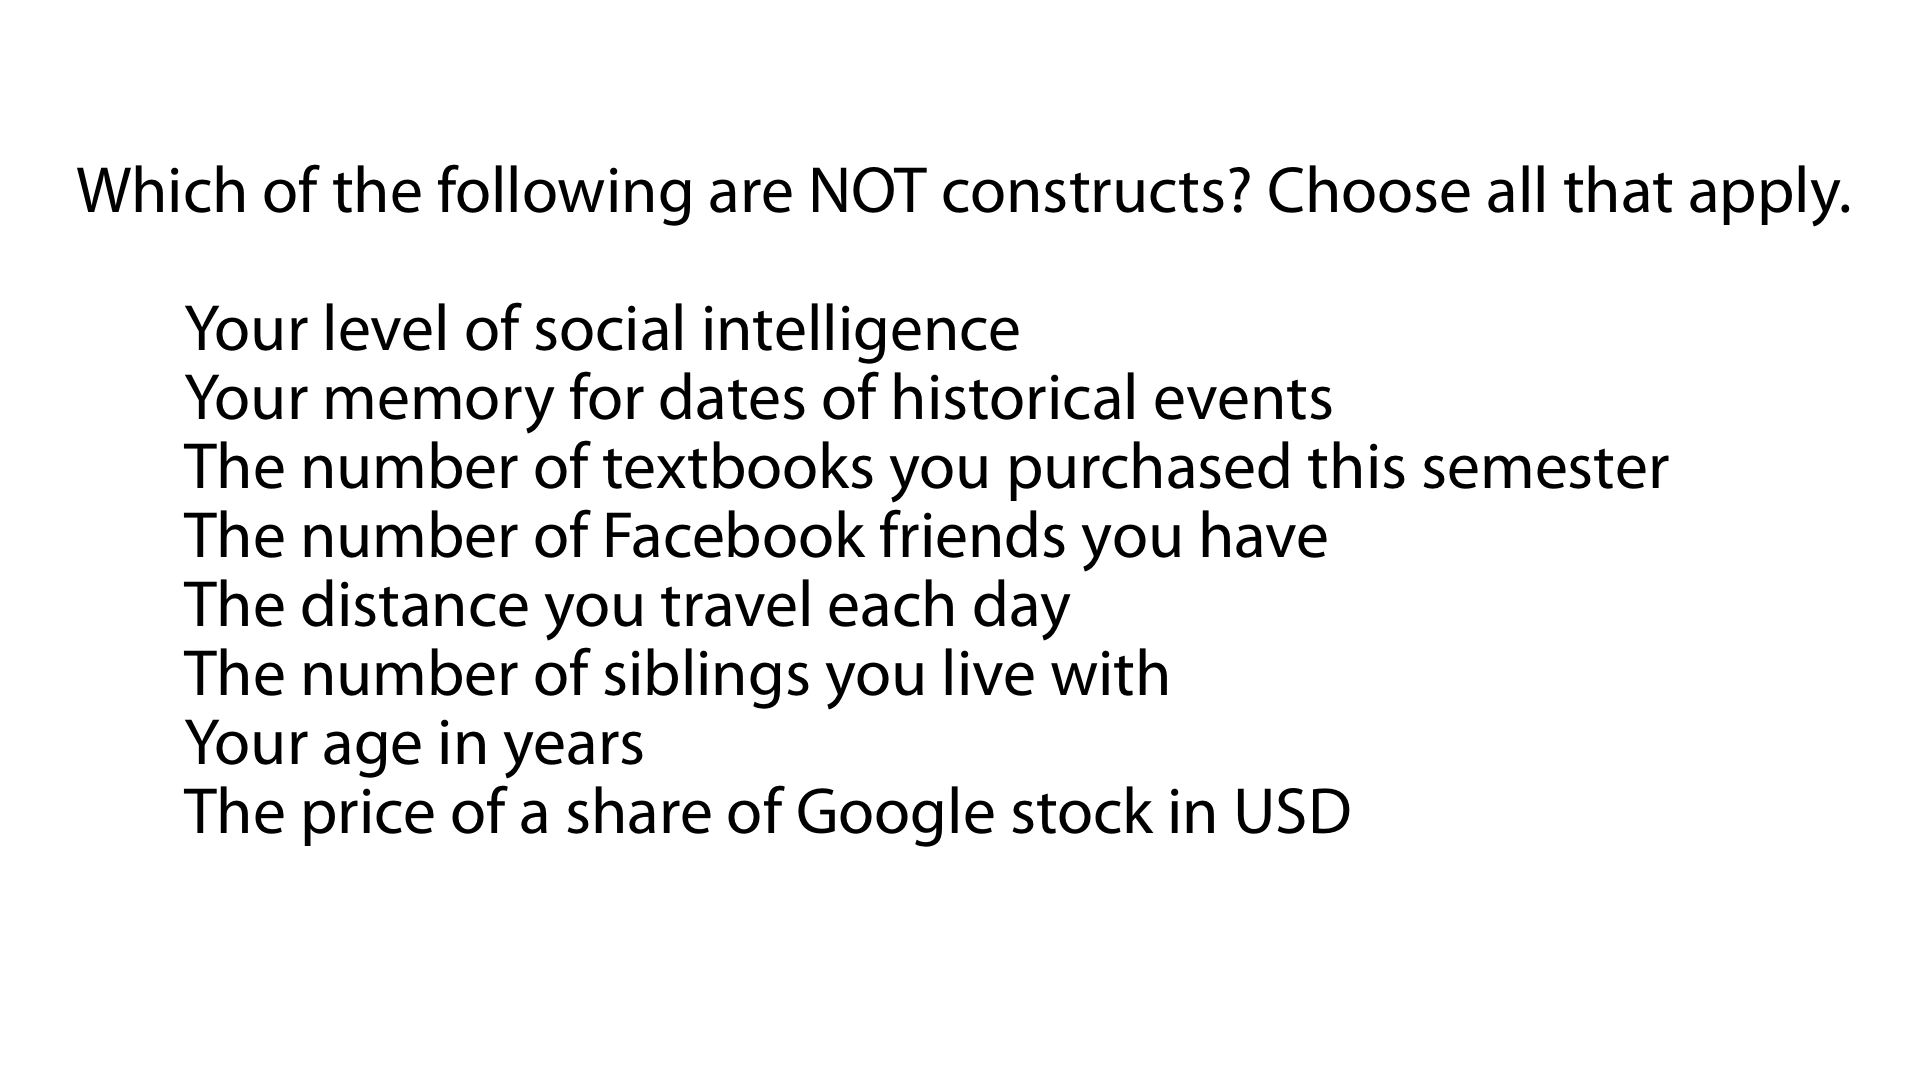 Which of the following are NOT constructs? Choose all that apply.
Your level of social intelligence
Your memory for dates of historical events
The number of textbooks you purchased this semester
The number of Facebook friends you have
The distance you travel each day
The number of siblings you live with
Your age in years
The price of a share of Google stock in USD